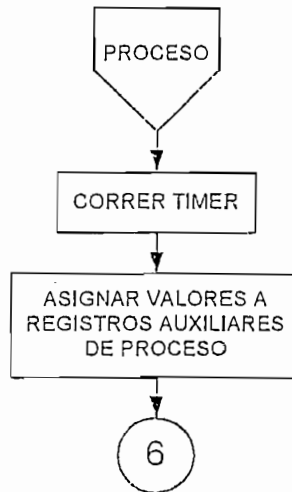 PROCESO
CORRER TIMER
ASIGNAR VALORES A
REGISTROS AUXILIARES
DE PROCESO
6